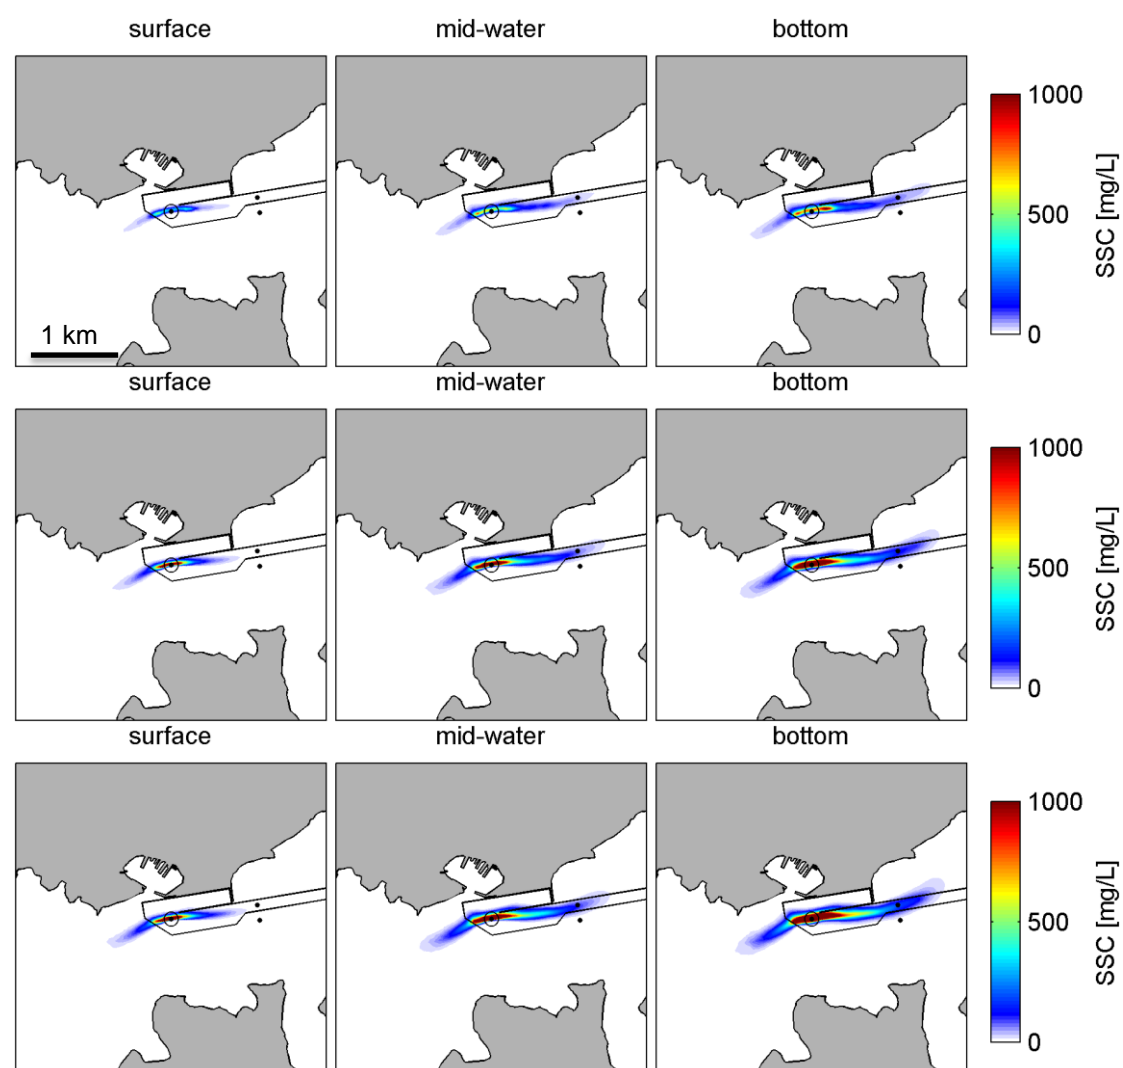 surface mid-water bottom
1000
500
0
SSC [mg/L]
1 km
surface mid-water bottom
1000
500
0
SSC [mg/L]
surface mid-water bottom
1000
500
0
SSC [mg/L]